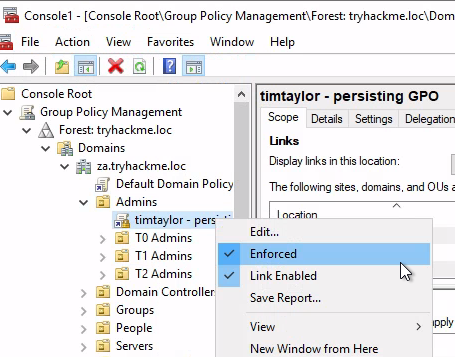 Console1 - [Console Root\Group Policy Management\Forest: tryhackme.loc\Dom
File Action View Favorites Window Help
Console Root
Group Policy Management
Forest: tryhackme.loc
Domains
za.tryhackme.loc
Default Domain Policy
Admins
timtaylor - persisti
T0 Admins
T1 Admins
T2 Admins
Domain Controller
Groups
People
Servers
timtaylor - persisting GPO
Scope Details Settings Delegation
Links
Display links in this location:
The following sites, domains, and OUs a
Location
Edit...
Enforced
Link Enabled
Save Report...
View
New Window from Here
apply